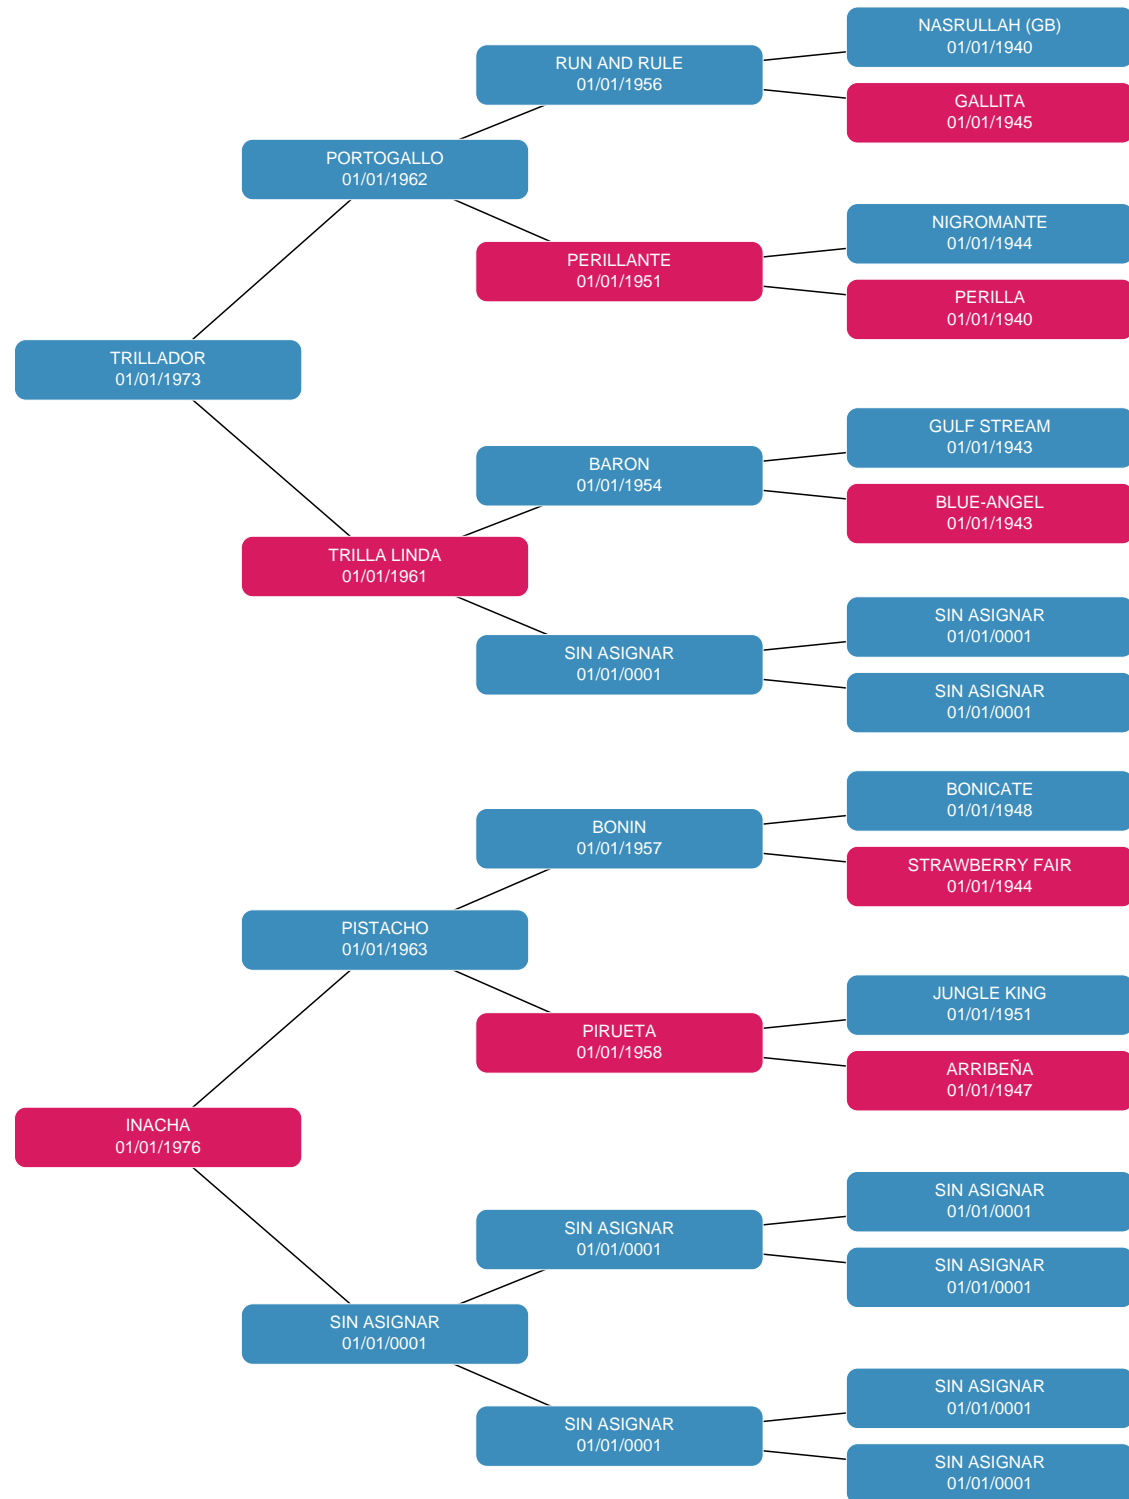 NASRULLAH (GB)
01/01/1940
RUN AND RULE
01/01/1956
GALLITA
01/01/1945
PORTOGALLO
01/01/1962
NIGROMANTE
01/01/1944
PERILLANTE
01/01/1951
PERILLA
01/01/1940
TRILLADOR
01/01/1973
GULF STREAM
01/01/1943
BARON
01/01/1954
BLUE-ANGEL
01/01/1943
TRILLA LINDA
01/01/1961
SIN ASIGNAR
01/01/0001
SIN ASIGNAR
01/01/0001
SIN ASIGNAR
01/01/0001
BONICATE
01/01/1948
BONIN
01/01/1957
STRAWBERRY FAIR
01/01/1944
PISTACHO
01/01/1963
JUNGLE KING
01/01/1951
PIRUETA
01/01/1958
ARRIBEÑA
01/01/1947
INACHA
01/01/1976
SIN ASIGNAR
01/01/0001
SIN ASIGNAR
01/01/0001
SIN ASIGNAR
01/01/0001
SIN ASIGNAR
01/01/0001
SIN ASIGNAR
01/01/0001
SIN ASIGNAR
01/01/0001
SIN ASIGNAR
01/01/0001